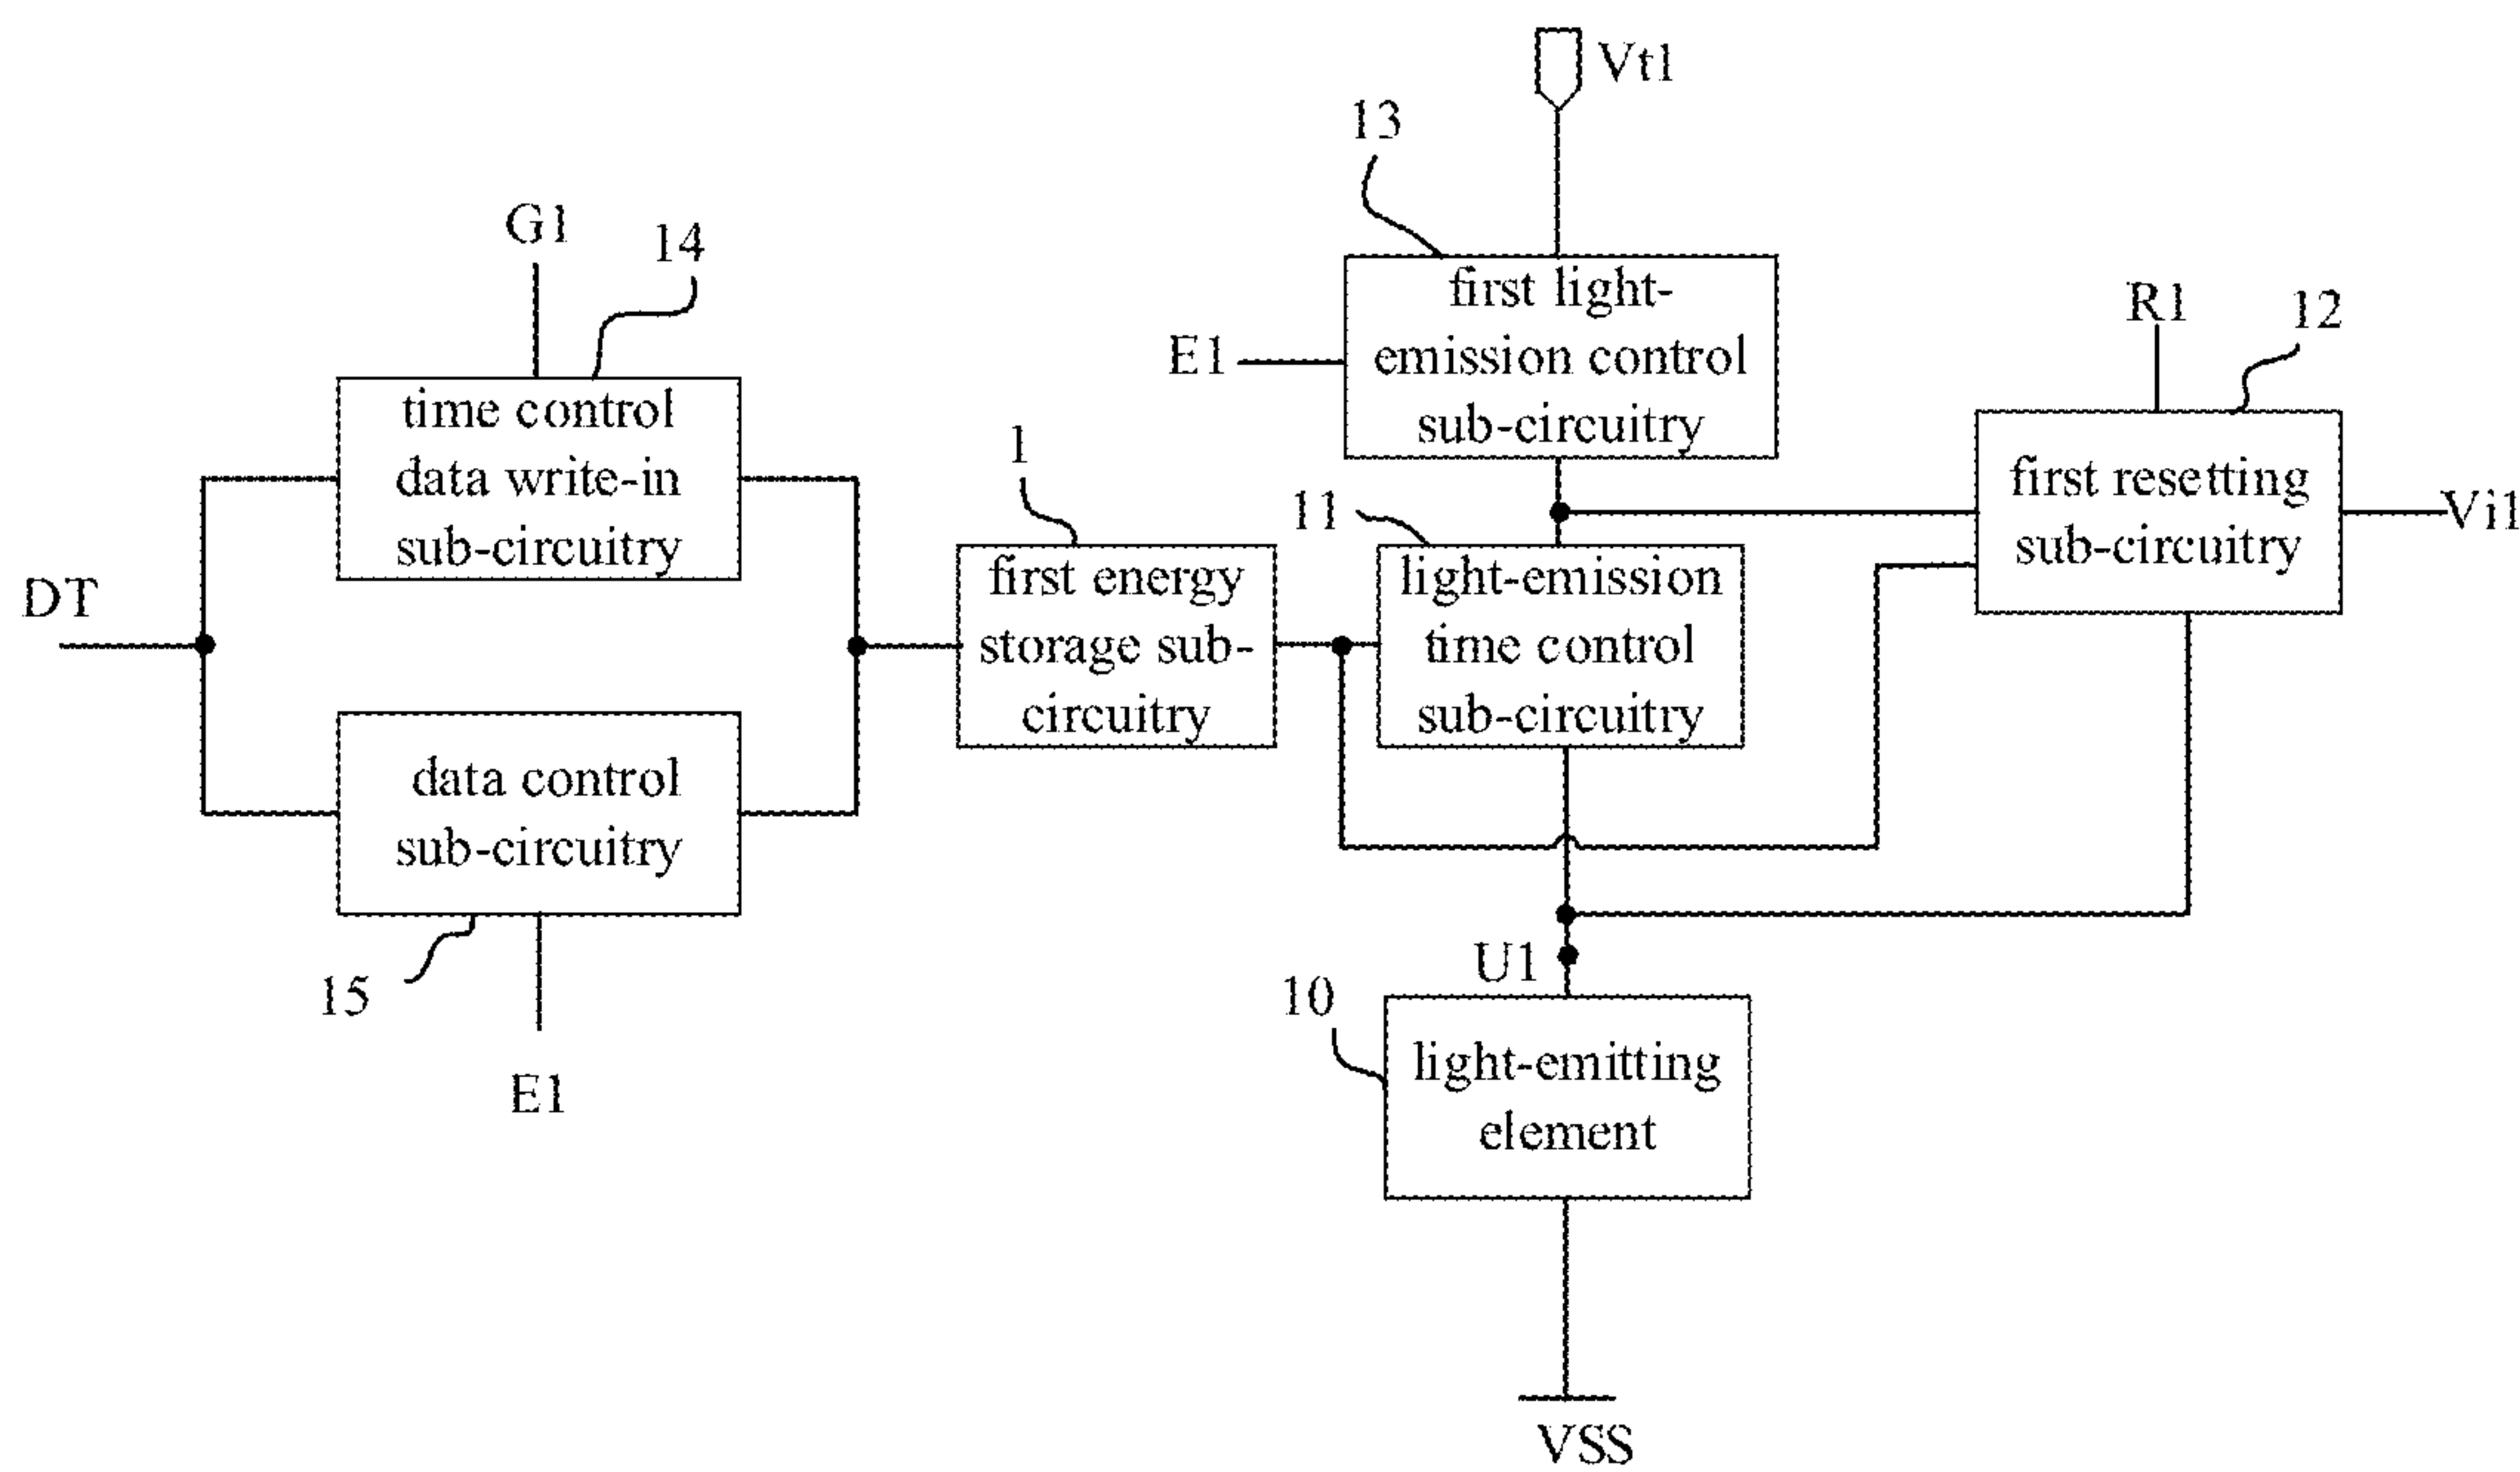 Vt1
13
G1
14
first light-
emission control
sub-circuitry
E1
R1
12
time control
data write-in
sub-circuitry
1
11
first resetting
sub-circuitry
Vi1
DT
first energy
storage sub-
circuitry
light-emission
time control
sub-circuitry
data control
sub-circuitry
15
E1
U1
10
light-emitting
element
VSS